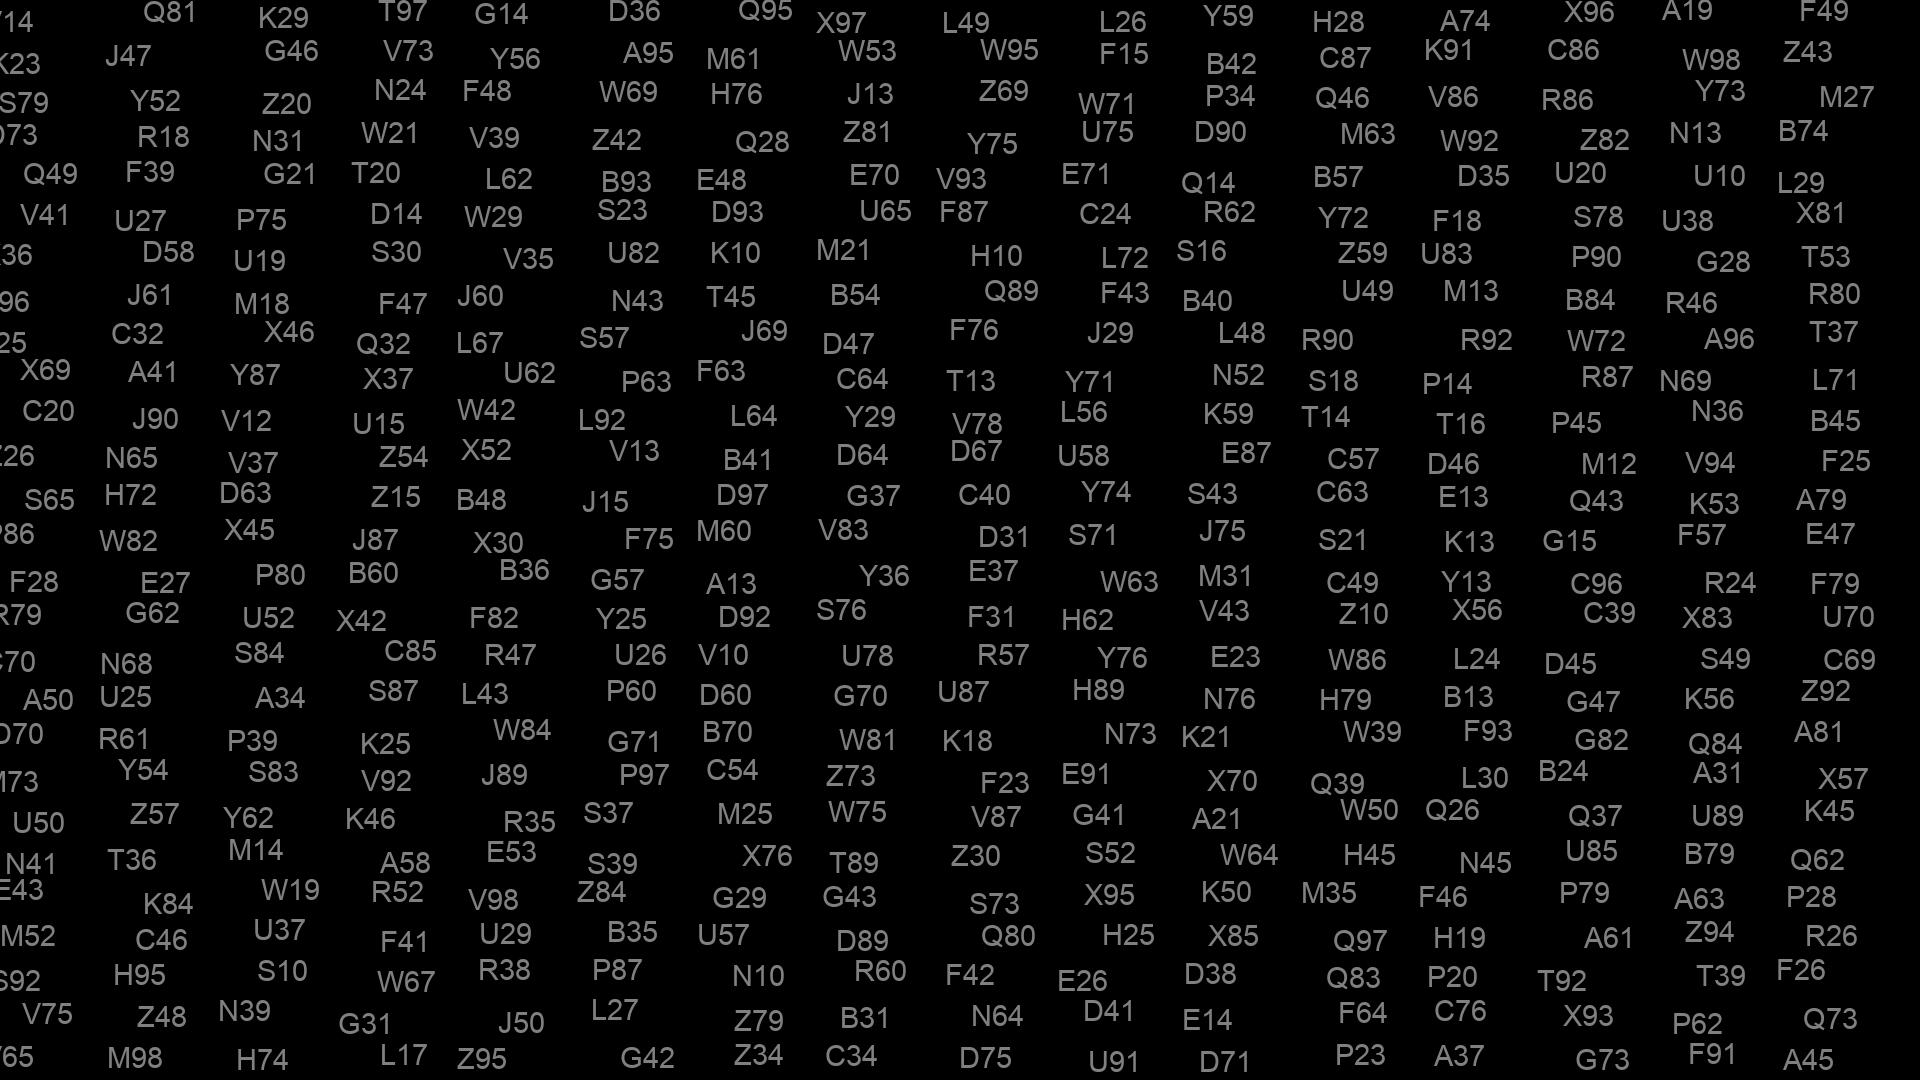 14 Q81 K29 T97 G14 D36 Q95 X97 L49 L26 Y59 H28 A74 X96 A19 F49
K23 J47 G46 V73 Y56 A95 M61 W53 W95 F15 B42 C87 K91 C86 W98 Z43
S79 Y52 Z20 N24 F48 W69 H76 J13 Z69 W71 P34 Q46 V86 R86 Y73 M27
73 R18 N31 W21 V39 Z42 Q28 Z81 Y75 U75 D90 M63 W92 Z82 N13 B74
Q49 F39 G21 T20 L62 B93 E48 E70 V93 E71 Q14 B57 D35 U20 U10 L29
V41 U27 P75 D14 W29 S23 D93 U65 F87 C24 R62 Y72 F18 S78 U38 X81
36 D58 U19 S30 V35 U82 K10 M21 H10 L72 S16 Z59 U83 P90 G28 T53
96 J61 M18 F47 J60 N43 T45 B54 Q89 F43 B40 U49 M13 B84 R46 R80
25 C32 X46 Q32 L67 S57 J69 D47 F76 J29 L48 R90 R92 W72 A96 T37
X69 A41 Y87 X37 U62 P63 F63 C64 T13 Y71 N52 S18 P14 R87 N69 L71
C20 J90 V12 U15 W42 L92 L64 Y29 V78 L56 K59 T14 T16 P45 N36 B45
26 N65 V37 Z54 X52 V13 B41 D64 D67 U58 E87 C57 D46 M12 V94 F25
S65 H72 D63 Z15 B48 J15 D97 G37 C40 Y74 S43 C63 E13 Q43 K53 A79
86 W82 X45 J87 X30 F75 M60 V83 D31 S71 J75 S21 K13 G15 F57 E47
F28 E27 P80 B60 B36 G57 A13 Y36 E37 W63 M31 C49 Y13 C96 R24 F79
R79 G62 U52 X42 F82 Y25 D92 S76 F31 H62 V43 Z10 X56 C39 X83 U70
70 N68 S84 C85 R47 U26 V10 U78 R57 Y76 E23 W86 L24 D45 S49 C69
A50 U25 A34 S87 L43 P60 D60 G70 U87 H89 N76 H79 B13 G47 K56 Z92
D70 R61 P39 K25 W84 G71 B70 W81 K18 N73 K21 W39 F93 G82 Q84 A81
M73 Y54 S83 V92 J89 P97 C54 Z73 F23 E91 X70 Q39 L30 B24 A31 X57
U50 Z57 Y62 K46 R35 S37 M25 W75 V87 G41 A21 W50 Q26 Q37 U89 K45
N41 T36 M14 A58 E53 S39 X76 T89 Z30 S52 W64 H45 N45 U85 B79 Q62
E43 K84 W19 R52 V98 Z84 G29 G43 S73 X95 K50 M35 F46 P79 A63 P28
M52 C46 U37 F41 U29 B35 U57 D89 Q80 H25 X85 Q97 H19 A61 Z94 R26
S92 H95 S10 W67 R38 P87 N10 R60 F42 E26 D38 Q83 P20 T92 T39 F26
V75 Z48 N39 G31 J50 L27 Z79 B31 N64 D41 E14 F64 C76 X93 P62 Q73
65 M98 H74 L17 Z95 G42 Z34 C34 D75 U91 D71 P23 A37 G73 F91 A45